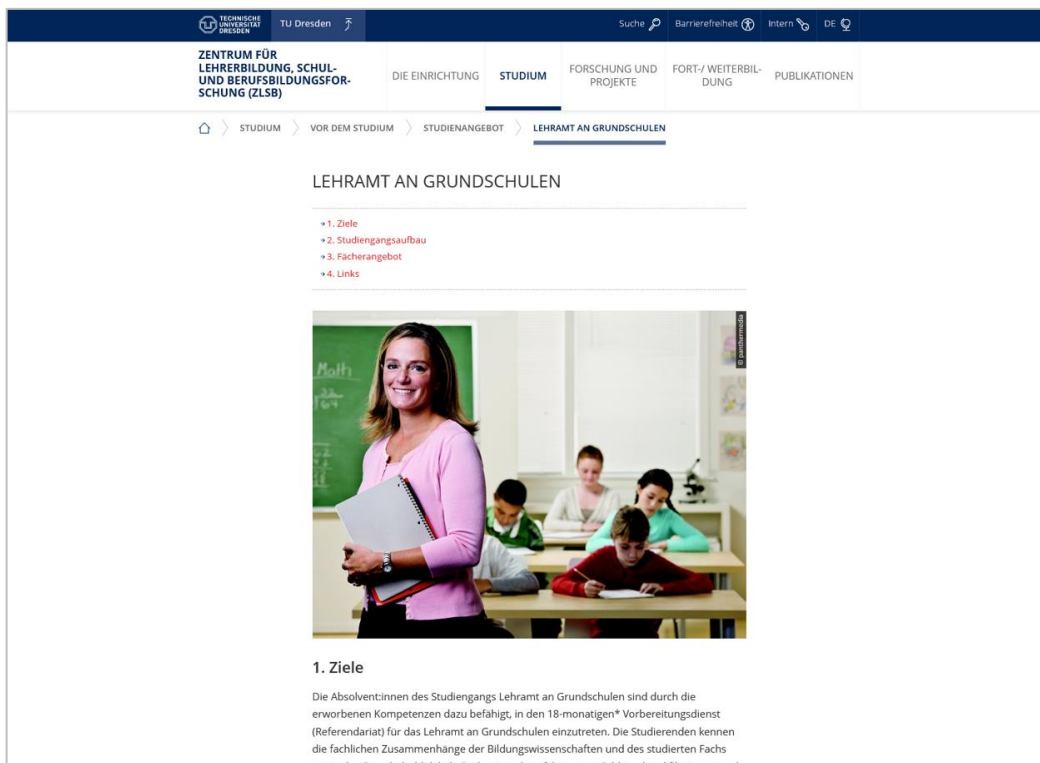 TECHNISCHE
UNIVERSITÄT
DRESDEN
TU Dresden
Suche
Barrierefreiheit
Intern
DE
ZENTRUM FÜR
LEHRERBILDUNG, SCHUL-
UND BERUFSBILDUNGSFOR-
SCHUNG (ZLSB)
DIE EINRICHTUNG
STUDIUM
FORSCHUNG UND
PROJEKTE
FORT-/ WEITERBIL-
DUNG
PUBLIKATIONEN
STUDIUM
VOR DEM STUDIUM
STUDIENANGEBOT
LEHRAMT AN GRUNDSCHULEN
LEHRAMT AN GRUNDSCHULEN
1. Ziele
2. Studiengangsaufbau
3. Fächerangebot
4. Links
© panthermedia
Math
1. Ziele
Die Absolvent:innen des Studiengangs Lehramt an Grundschulen sind durch die
erworbenen Kompetenzen dazu befähigt, in den 18-monatigen* Vorbereitungsdienst
(Referendariat) für das Lehramt an Grundschulen einzutreten. Die Studierenden kennen
die fachlichen Zusammenhänge der Bildungswissenschaften und des studierten Fachs